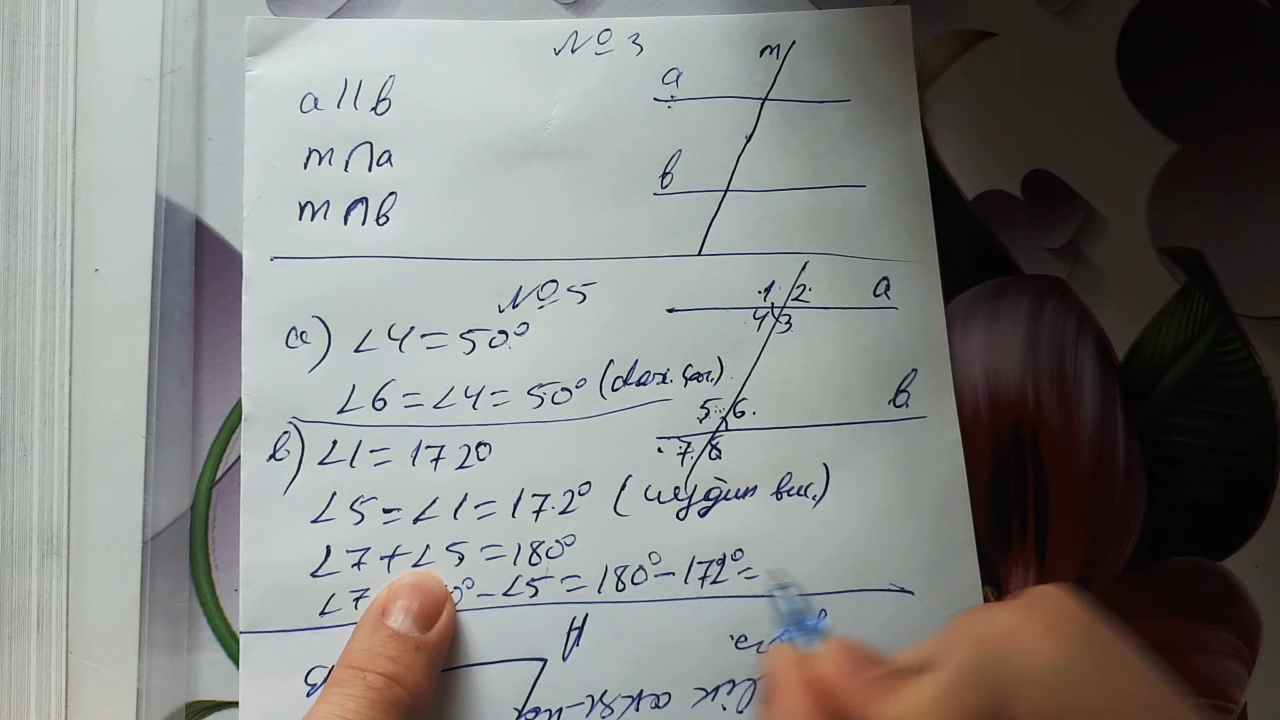 №3
a || b
m ∩ a
m ∩ b
m
a
b
№5
a) ∠4 = 50°
∠6 = ∠4 = 50°
b) ∠1 = 172°
∠5 = ∠1 = 172°
∠7 + ∠5 = 180°
∠7 0° - ∠5 = 180° - 172° =
1 2 a
4 3
5 6 b
7 8
A
B